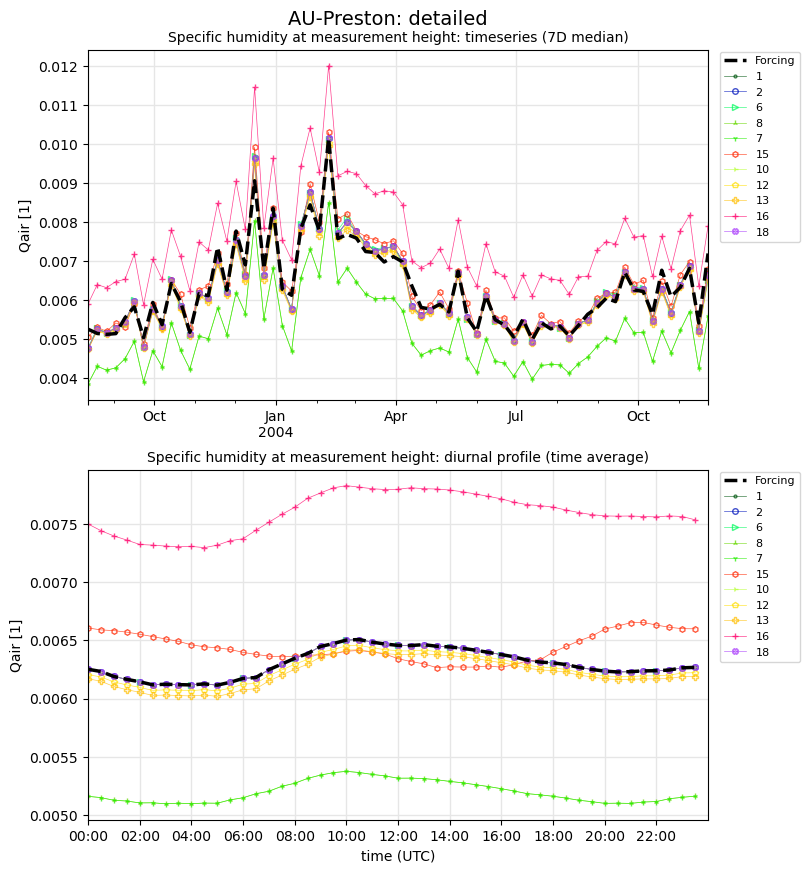 AU-Preston: detailed
Specific humidity at measurement height: timeseries (7D median)
Qair [1]
0.012
0.011
0.010
0.009
0.008
0.007
0.006
0.005
0.004
Oct
Jan
2004
Apr
Jul
Oct
Forcing
1
2
6
8
7
15
10
12
13
16
18
Specific humidity at measurement height: diurnal profile (time average)
Qair [1]
0.0075
0.0070
0.0065
0.0060
0.0055
0.0050
00:00 02:00 04:00 06:00 08:00 10:00 12:00 14:00 16:00 18:00 20:00 22:00
time (UTC)
Forcing
1
2
6
8
7
15
10
12
13
16
18